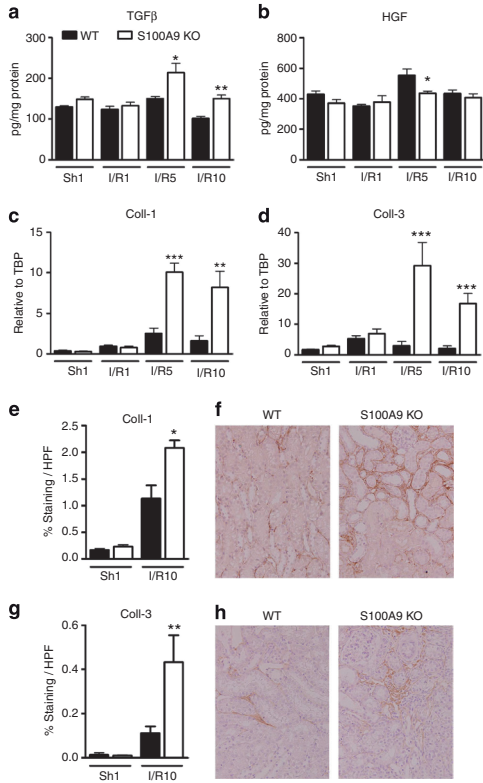 a
TGFβ
WT
S100A9 KO
pg/mg protein
300
200
100
0
*
**
Sh1
I/R1
I/R5
I/R10
b
HGF
pg/mg protein
800
600
400
200
0
*
Sh1
I/R1
I/R5
I/R10
c
Coll-1
Relative to TBP
15
10
5
0
***
**
Sh1
I/R1
I/R5
I/R10
d
Coll-3
Relative to TBP
40
30
20
10
0
***
***
Sh1
I/R1
I/R5
I/R10
e
Coll-1
% Staining / HPF
2.5
2.0
1.5
1.0
0.5
0.0
*
Sh1
I/R10
f
WT
S100A9 KO
g
Coll-3
% Staining / HPF
0.6
0.4
0.2
0.0
**
Sh1
I/R10
h
WT
S100A9 KO